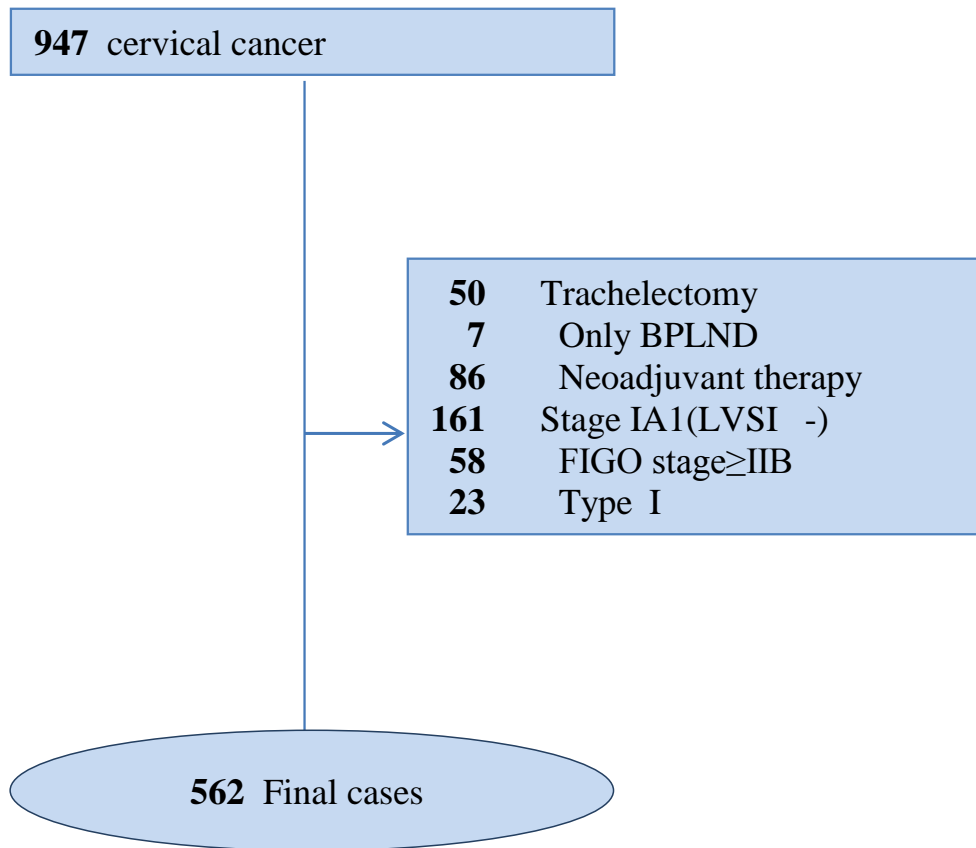 947 cervical cancer
50 Trachelectomy
7 Only BPLND
86 Neoadjuvant therapy
161 Stage IA1(LVSI -)
58 FIGO stage≥IIB
23 Type I
562 Final cases